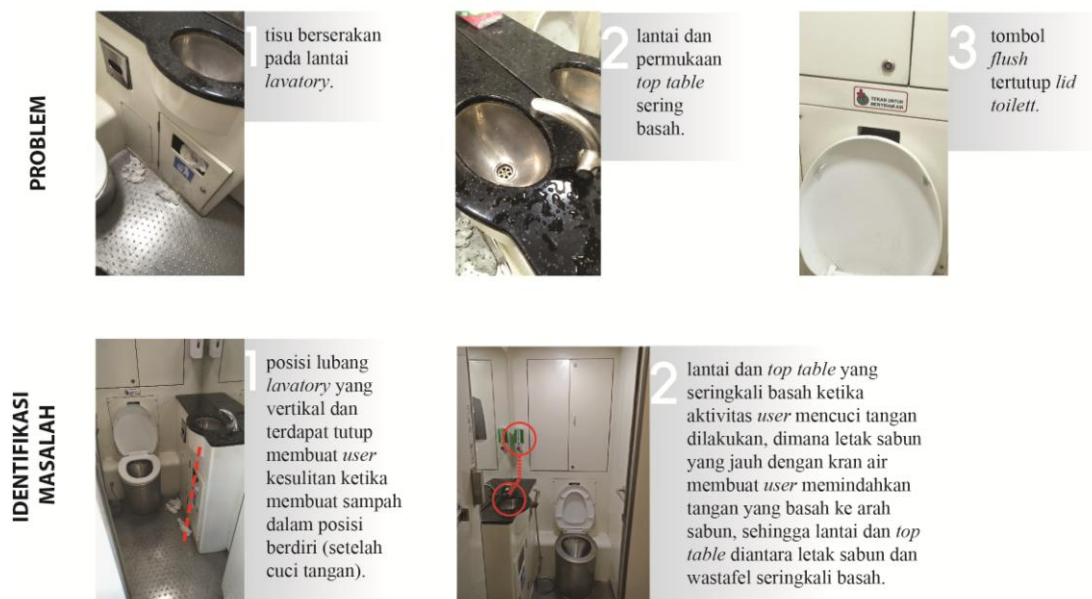 PROBLEM
1
tisu berserakan
pada lantai
lavatory.
2
lantai dan
permukaan
top table
sering
basah.
TEKAN UNTUK
MENYIRAM AIR
3
tombol
flush
tertutup lid
toilett.
IDENTIFIKASI
MASALAH
1
posisi lubang
lavatory yang
vertikal dan
terdapat tutup
membuat user
kesulitan ketika
membuat sampah
dalam posisi
berdiri (setelah
cuci tangan).
2
lantai dan top table yang
seringkali basah ketika
aktivitas user mencuci tangan
dilakukan, dimana letak sabun
yang jauh dengan kran air
membuat user memindahkan
tangan yang basah ke arah
sabun, sehingga lantai dan top
table diantara letak sabun dan
wastafel seringkali basah.